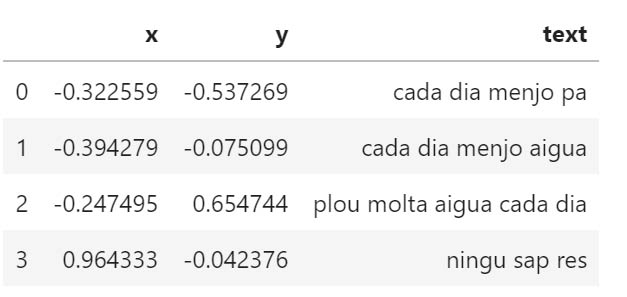 x y text
0 -0.322559 -0.537269 cada dia menjo pa
1 -0.394279 -0.075099 cada dia menjo aigua
2 -0.247495 0.654744 plou molta aigua cada dia
3 0.964333 -0.042376 ningu sap res